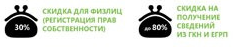 СКИДКА ДЛЯ ФИЗЛИЦ
(РЕГИСТРАЦИЯ ПРАВ
СОБСТВЕННОСТИ)
30%
СКИДКА НА
ПОЛУЧЕНИЕ
СВЕДЕНИЙ
ИЗ ГКН И ЕГРП
до 80%